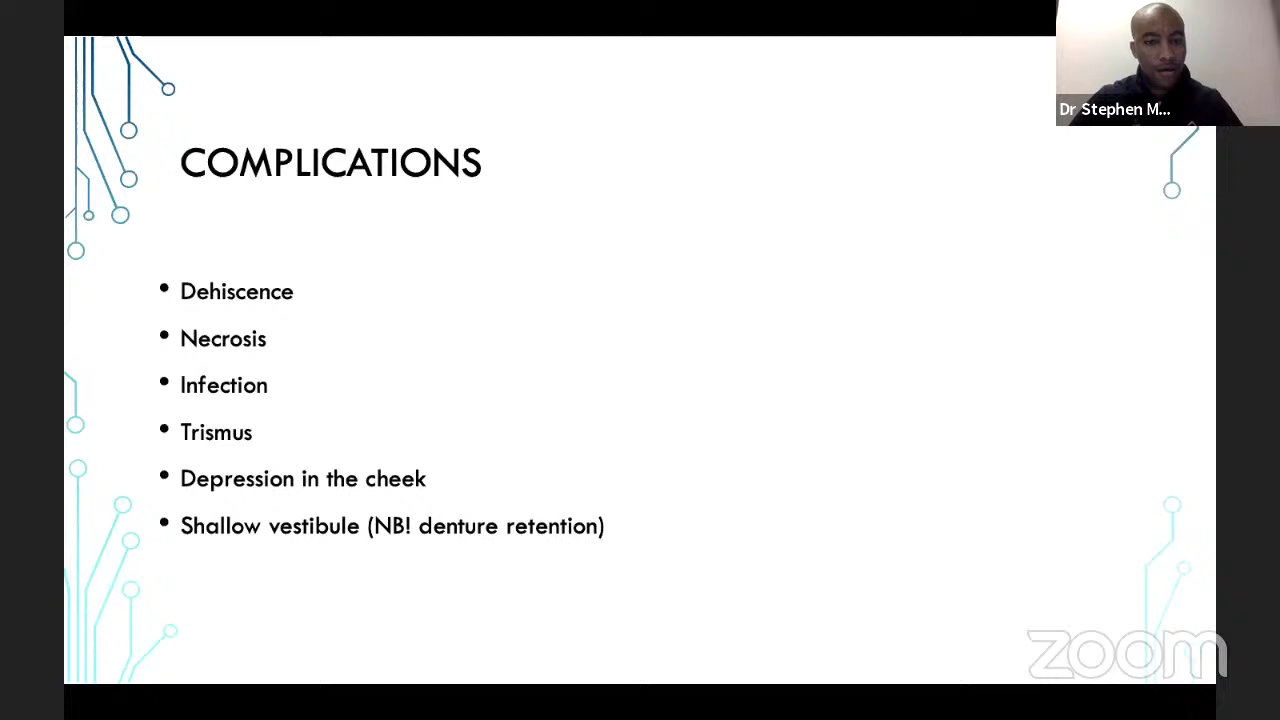 Dr Stephen M...
COMPLICATIONS
• Dehiscence
• Necrosis
• Infection
• Trismus
• Depression in the cheek
• Shallow vestibule (NB! denture retention)
zoom